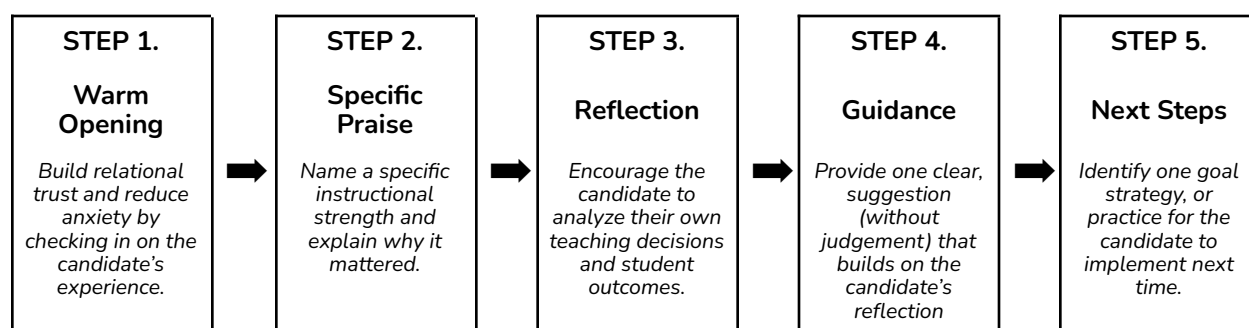 STEP 1.
Warm
Opening
Build relational
trust and reduce
anxiety by
checking in on the
candidate's
experience.
STEP 2.
Specific
Praise
Name a specific
instructional
strength and
explain why it
mattered.
STEP 3.
Reflection
Encourage the
candidate to
analyze their own
teaching decisions
and student
outcomes.
STEP 4.
Guidance
Provide one clear,
suggestion
(without
judgement) that
builds on the
candidate's
reflection
STEP 5.
Next Steps
Identify one goal
strategy, or
practice for the
candidate to
implement next
time.